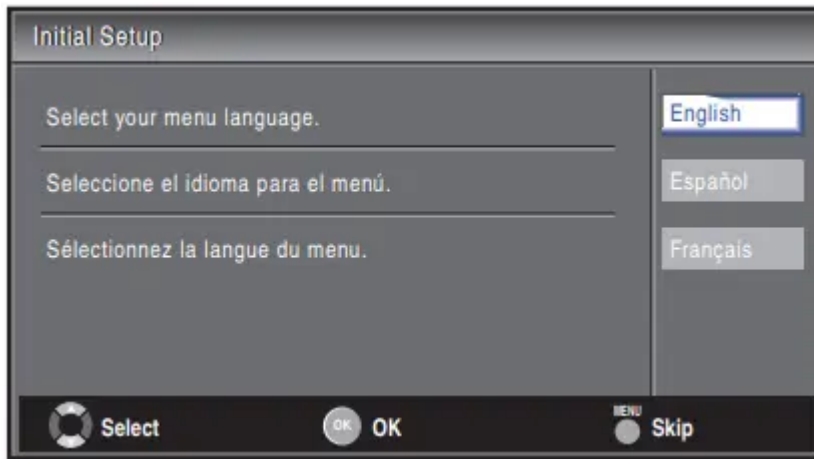 Initial Setup
Select your menu language.
English
Seleccione el idioma para el menú.
Español
Sélectionnez la langue du menu.
Français
Select
OK OK
MENU
Skip